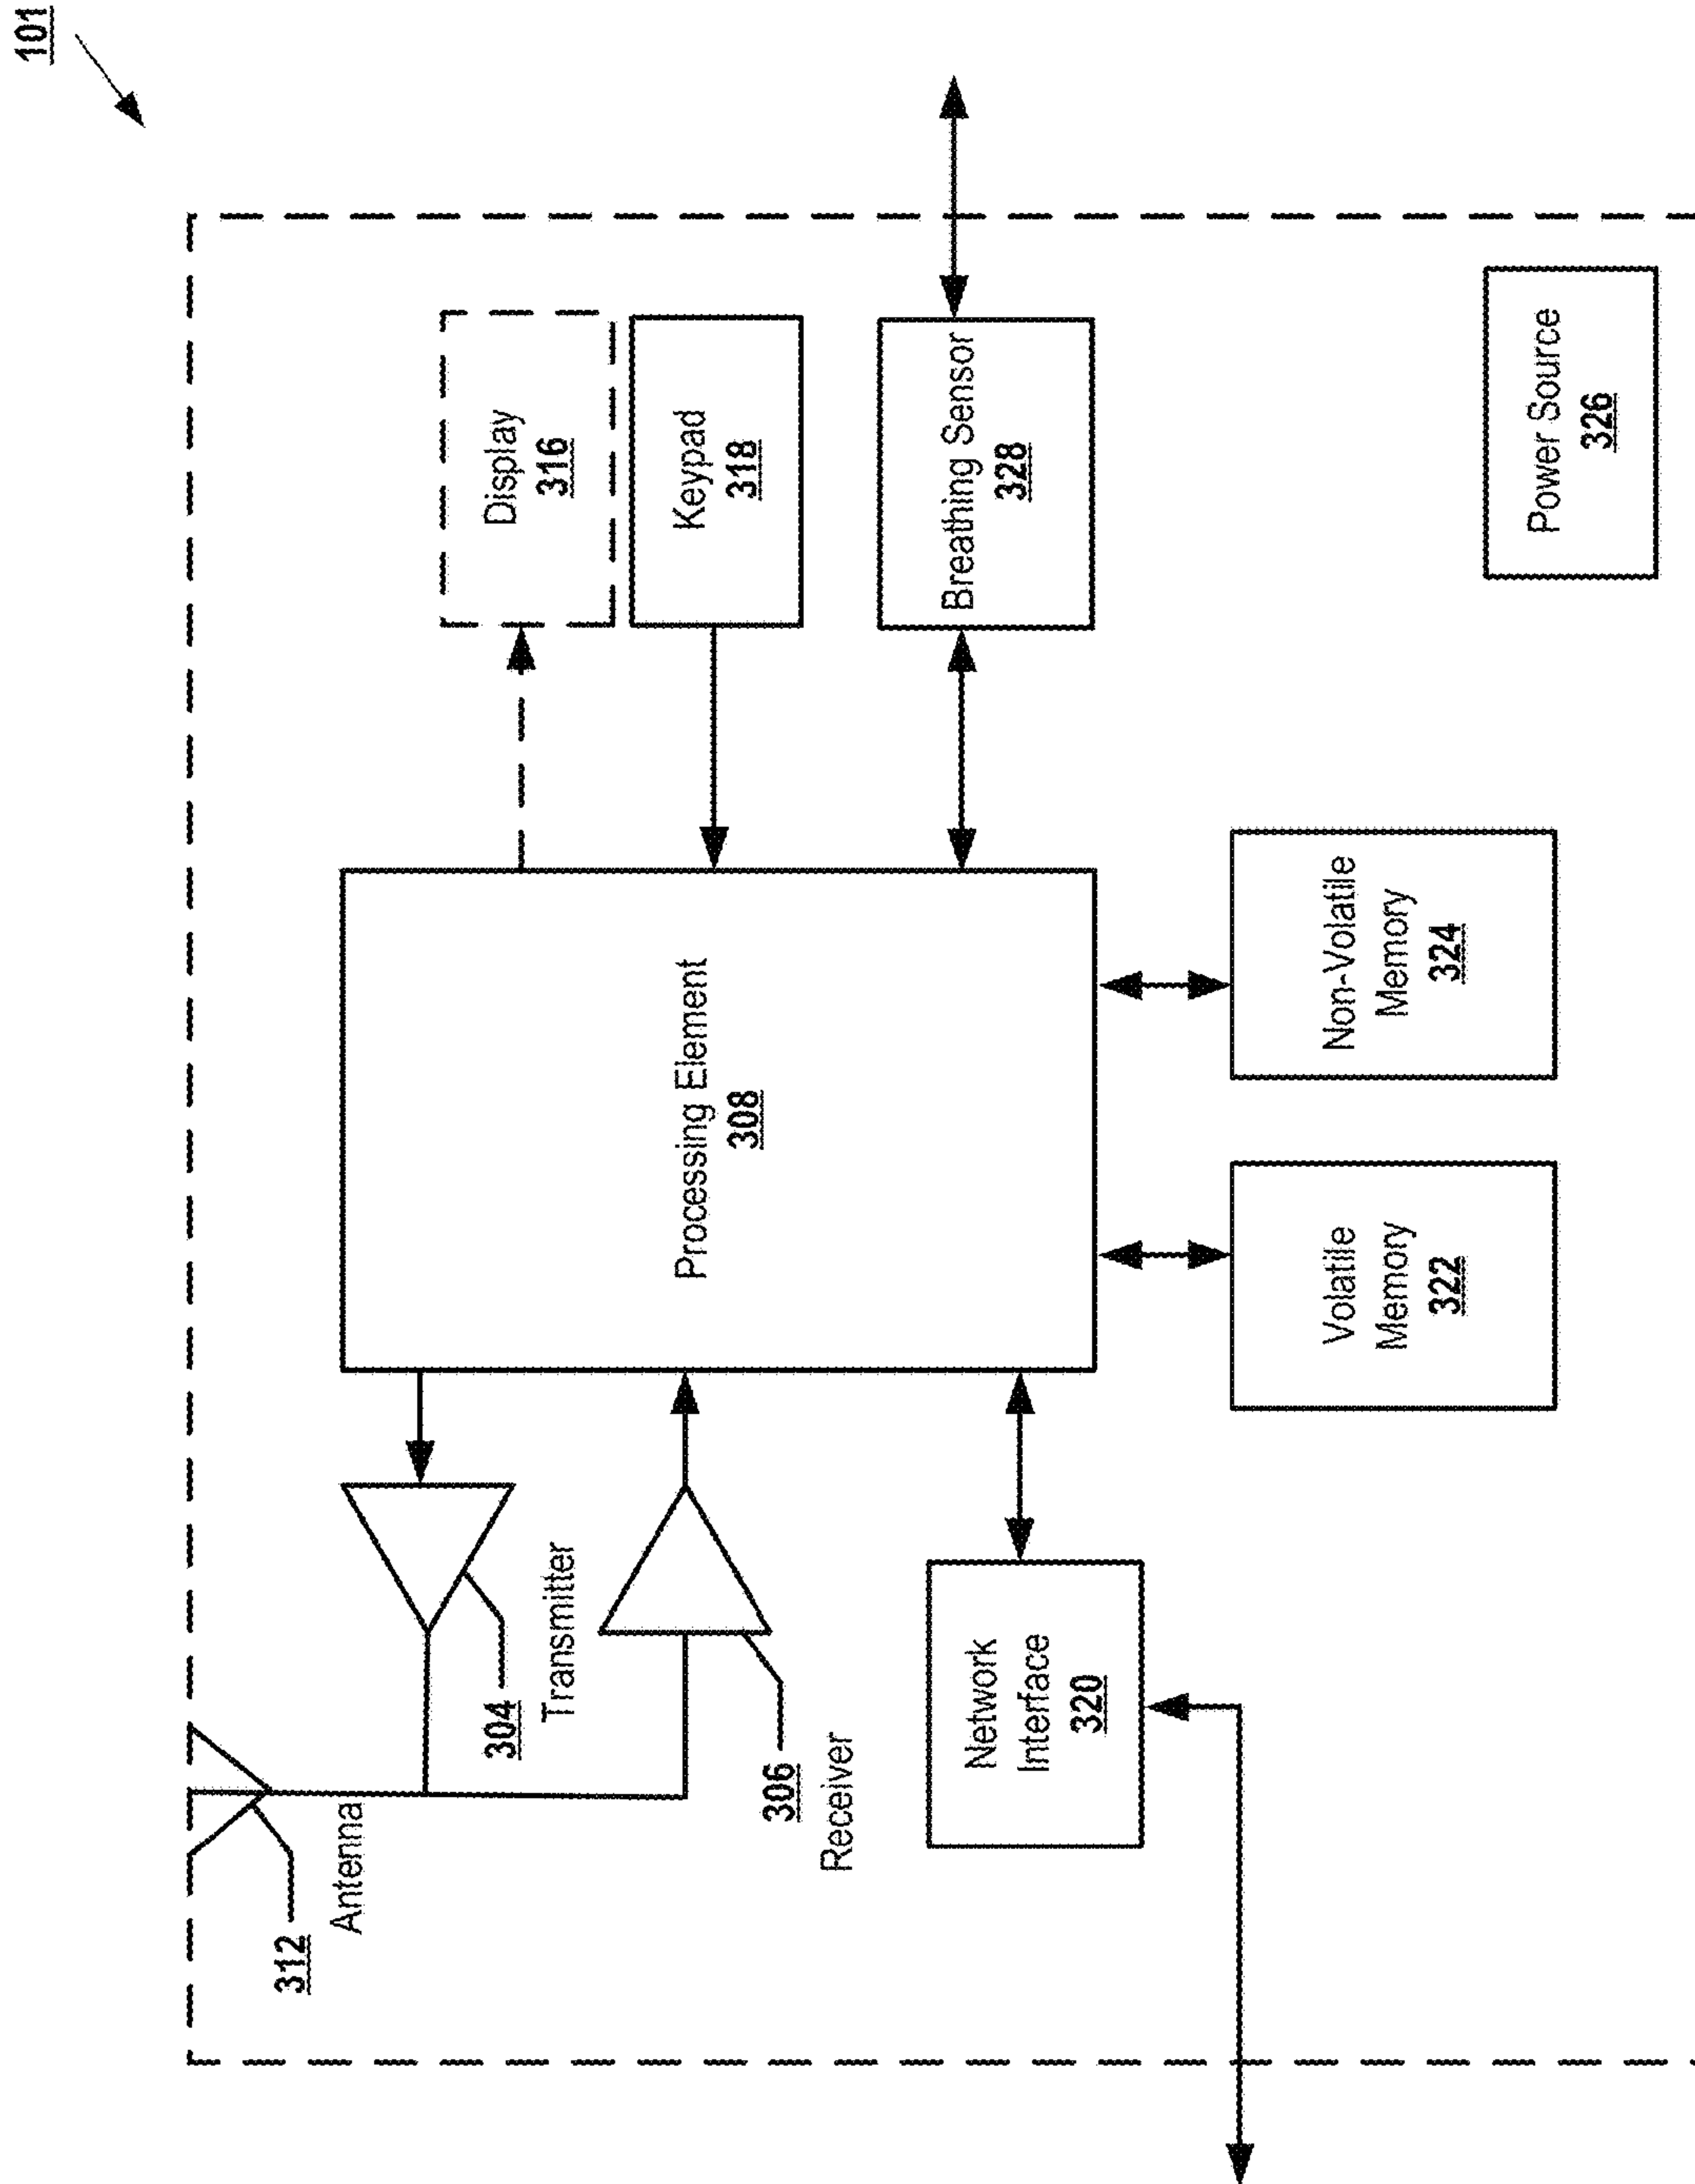 101
312
Antenna
304
Transmitter
306
Receiver
Processing Element
308
Display
316
Keypad
318
Network
Interface
320
Breathing Sensor
328
Volatile
Memory
322
Non-Volatile
Memory
324
Power Source
326